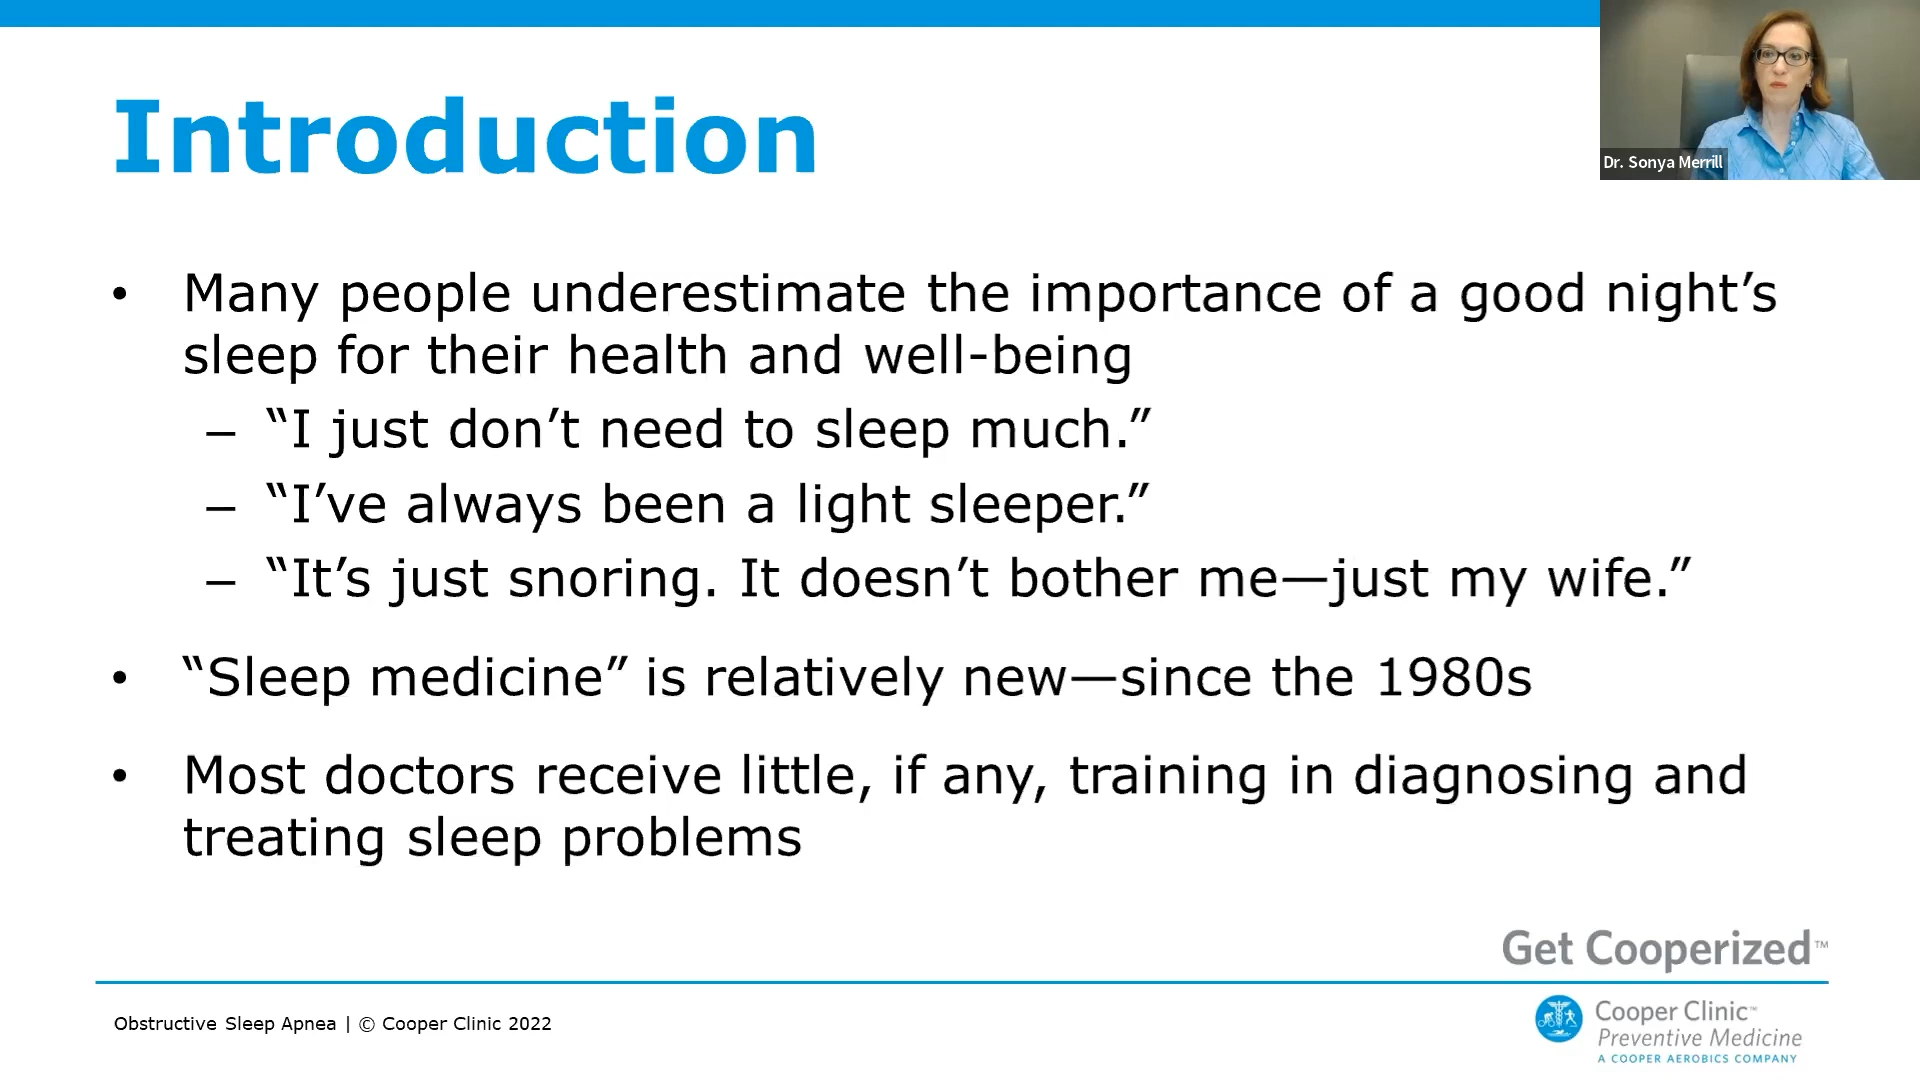 Introduction
Dr. Sonya Merrill
• Many people underestimate the importance of a good night’s
sleep for their health and well-being
– “I just don’t need to sleep much.”
– “I’ve always been a light sleeper.”
– “It’s just snoring. It doesn’t bother me—just my wife.”
• “Sleep medicine” is relatively new—since the 1980s
• Most doctors receive little, if any, training in diagnosing and
treating sleep problems
Get Cooperized™
Obstructive Sleep Apnea | © Cooper Clinic 2022
Cooper Clinic™
Preventive Medicine
A COOPER AEROBICS COMPANY